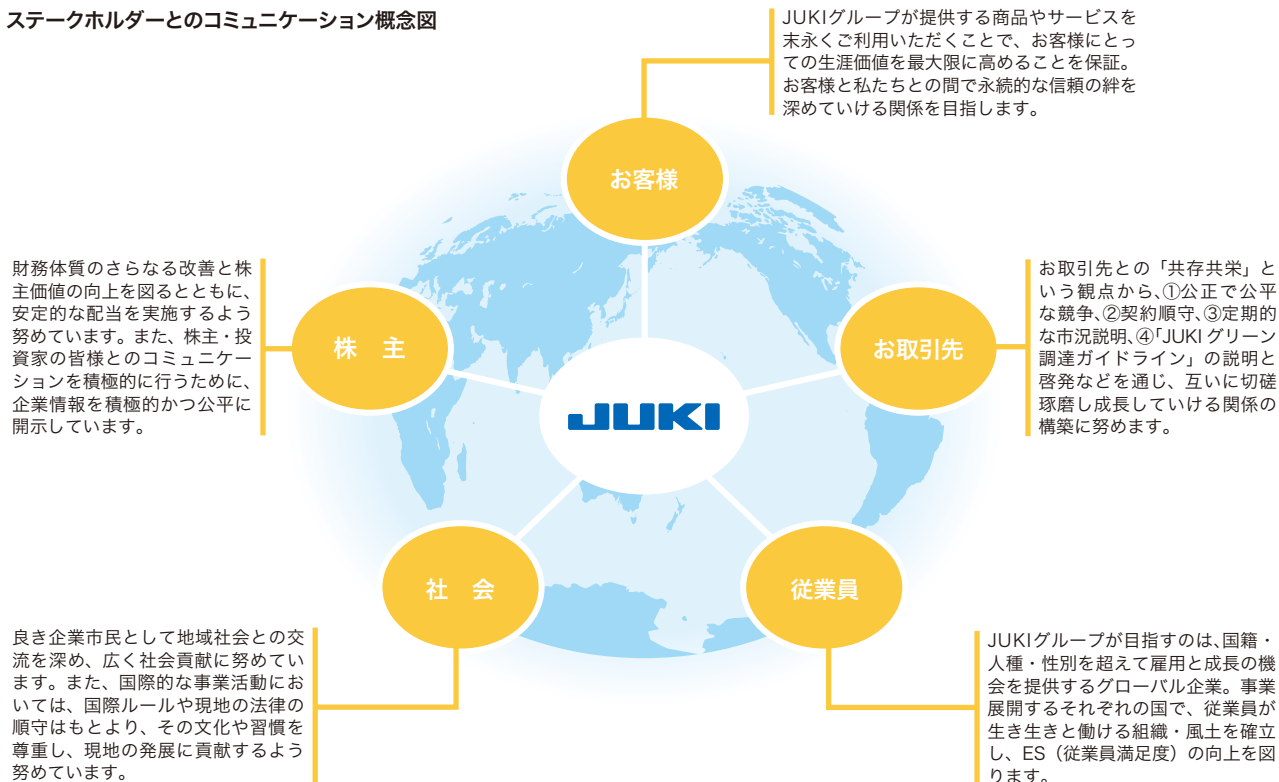 ステークホルダーとのコミュニケーション概念図
JUKIグループが提供する商品やサービスを
末永くご利用いただくことで、お客様にとっ
ての生涯価値を最大限に高めることを保証。
お客様と私たちとの間で永続的な信頼の絆を
深めていける関係を目指します。
お客様
財務体質のさらなる改善と株
主価値の向上を図るとともに、
安定的な配当を実施するよう
努めています。また、株主・投
資家の皆様とのコミュニケー
ションを積極的に行うために、
企業情報を積極的かつ公平に
開示しています。
株　主
お取引先
お取引先との「共存共栄」と
いう観点から、①公正で公平
な競争、②契約順守、③定期的
な市況説明、④「JUKI グリーン
調達ガイドライン」の説明と
啓発などを通じ、互いに切磋
琢磨し成長していける関係の
構築に努めます。
JUKI
社　会
従業員
良き企業市民として地域社会との交
流を深め、広く社会貢献に努めてい
ます。また、国際的な事業活動にお
いては、国際ルールや現地の法律の
順守はもとより、その文化や習慣を
尊重し、現地の発展に貢献するよう
努めています。
JUKIグループが目指すのは、国籍・
人種・性別を超えて雇用と成長の機
会を提供するグローバル企業。事業
展開するそれぞれの国で、従業員が
生き生きと働ける組織・風土を確立
し、ES（従業員満足度）の向上を図
ります。